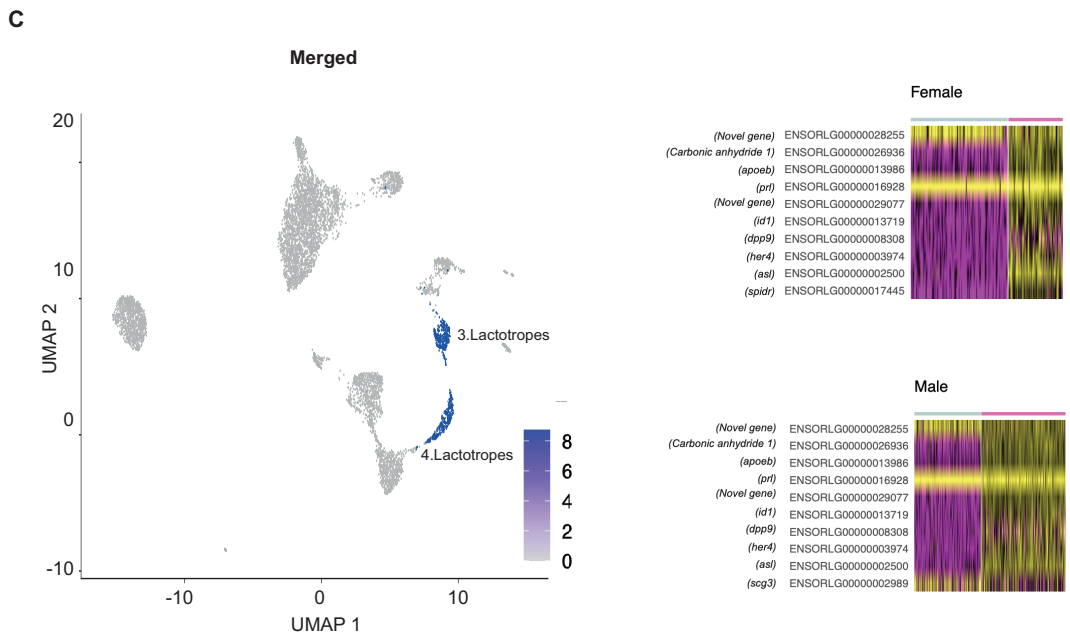 C
Merged
20
10
0
-10
UMAP 2
-10
0
10
UMAP 1
3.Lactotropes
4.Lactotropes
8
6
4
2
0
Female
(Novel gene) ENSORLG00000028255
(Carbonic anhydride 1) ENSORLG00000026936
(apoeb) ENSORLG00000013986
(prl) ENSORLG00000016928
(Novel gene) ENSORLG00000029077
(id1) ENSORLG00000013719
(dpp9) ENSORLG00000008308
(her4) ENSORLG00000003974
(asl) ENSORLG00000002500
(spidr) ENSORLG00000017445
Male
(Novel gene) ENSORLG00000028255
(Carbonic anhydride 1) ENSORLG00000026936
(apoeb) ENSORLG00000013986
(prl) ENSORLG00000016928
(Novel gene) ENSORLG00000029077
(id1) ENSORLG00000013719
(dpp9) ENSORLG00000008308
(her4) ENSORLG00000003974
(asl) ENSORLG00000002500
(scg3) ENSORLG00000002989